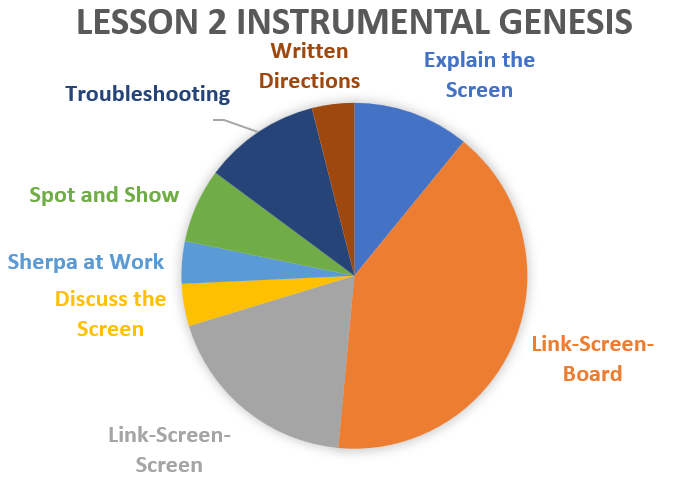 LESSON 2 INSTRUMENTAL GENESIS
Written
Directions
Explain the
Screen
Troubleshooting
Spot and Show
Sherpa at Work
Discuss the
Screen
Link-Screen-
Board
Link-Screen-
Screen